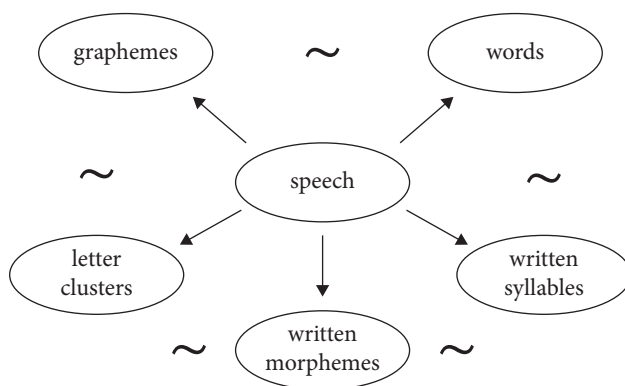 graphemes
~
words
~
speech
~
letter
clusters
written
syllables
~
written
morphemes
~